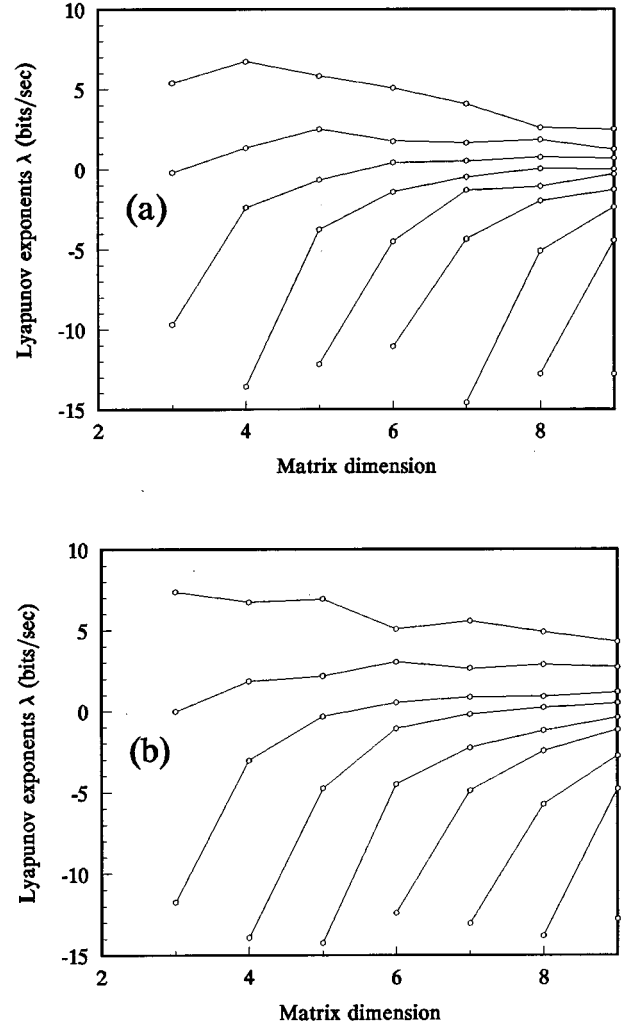 10
5
0
-5
-10
-15
Lyapunov exponents λ (bits/sec)
(a)
2 4 6 8
Matrix dimension
10
5
0
-5
-10
-15
Lyapunov exponents λ (bits/sec)
(b)
2 4 6 8
Matrix dimension